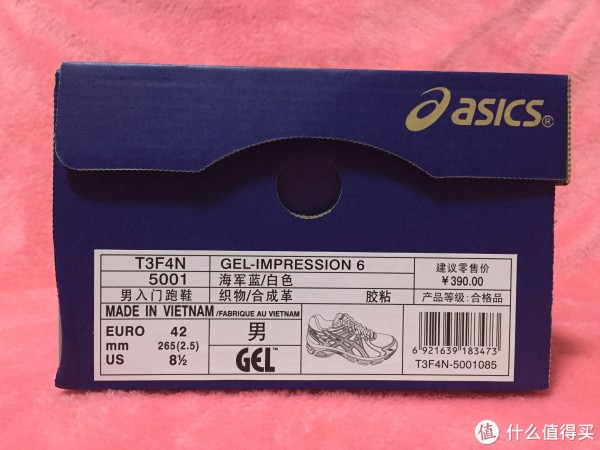 asics®
T3F4N GEL-IMPRESSION 6 建议零售价
5001 海军蓝/白色 ¥390.00
男入门跑鞋 织物/合成革 胶粘 产品等级:合格品
MADE IN VIETNAM/FABRIQUE AU VIETNAM
EURO 42 男
mm 265(2.5)
US 8½ GEL™
6 921639 183473
T3F4N-5001085
值 什么值得买